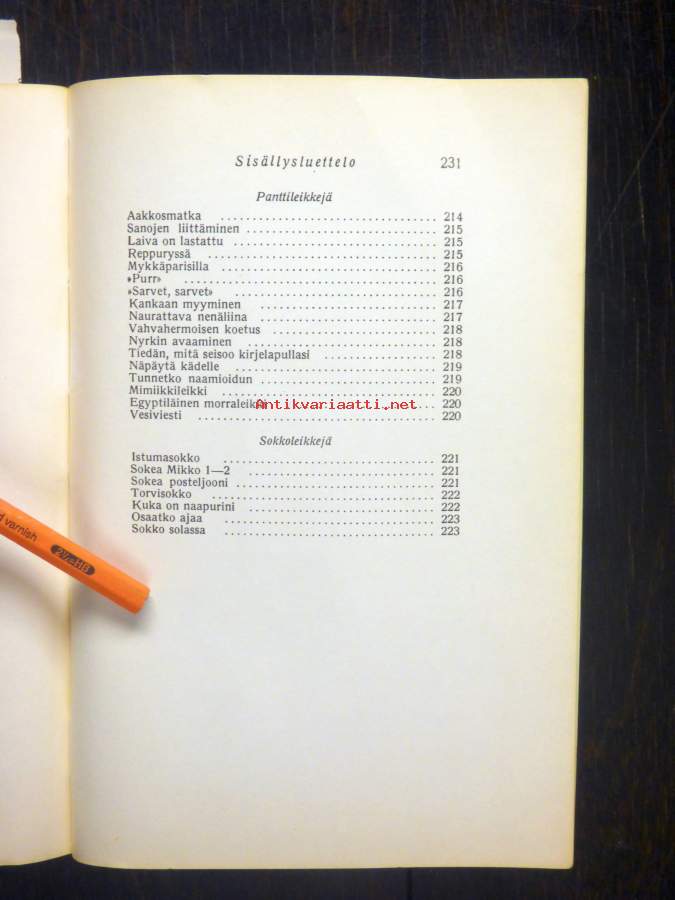 Sisällysluettelo 231
Panttileikkejä
Aakkosmatka ........ 214
Sanojen liittäminen ........ 215
Laiva on lastattu ........ 215
Reppuryssä ........ 215
Mykkäparisilla ........ 216
»Purr» ........ 216
»Sarvet, sarvet» ........ 216
Kankaan myyminen ........ 217
Naurattava nenäliina ........ 217
Vahvahermoisen koetus ........ 218
Nyrkin avaaminen ........ 218
Tiedän, mitä seisoo kirjelapullasi ........ 218
Näpäytä kädelle ........ 219
Tunnetko naamioidun ........ 219
Mimiikkileikki ........ 220
Egyptiläinen morraleikki ........ 220
Antikvariaatti.net
Vesiviesti ........ 220
Sokkoleikkejä
Istumasokko ........ 221
Sokea Mikko 1—2 ........ 221
Sokea posteljooni ........ 221
Torvisokko ........ 222
Kuka on naapurini ........ 222
Osaatko ajaa ........ 223
Sokko solassa ........ 223
varnish
HB